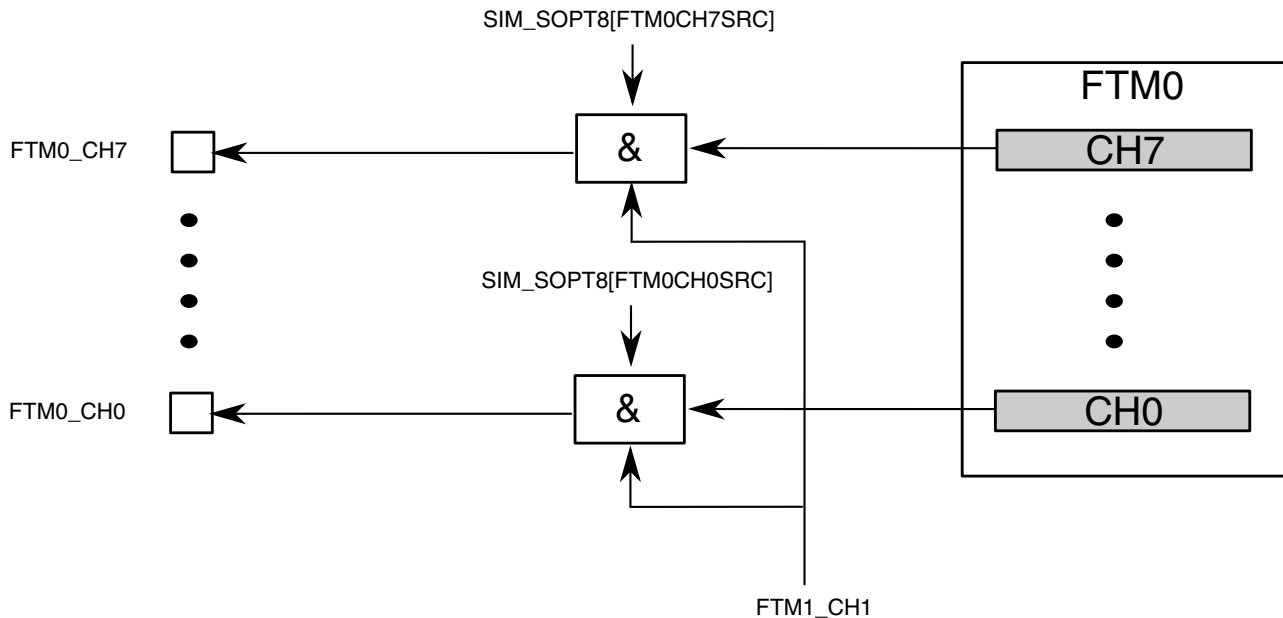 SIM_SOPT8[FTM0CH7SRC]
FTM0
FTM0_CH7
&
CH7
SIM_SOPT8[FTM0CH0SRC]
FTM0_CH0
&
CH0
FTM1_CH1